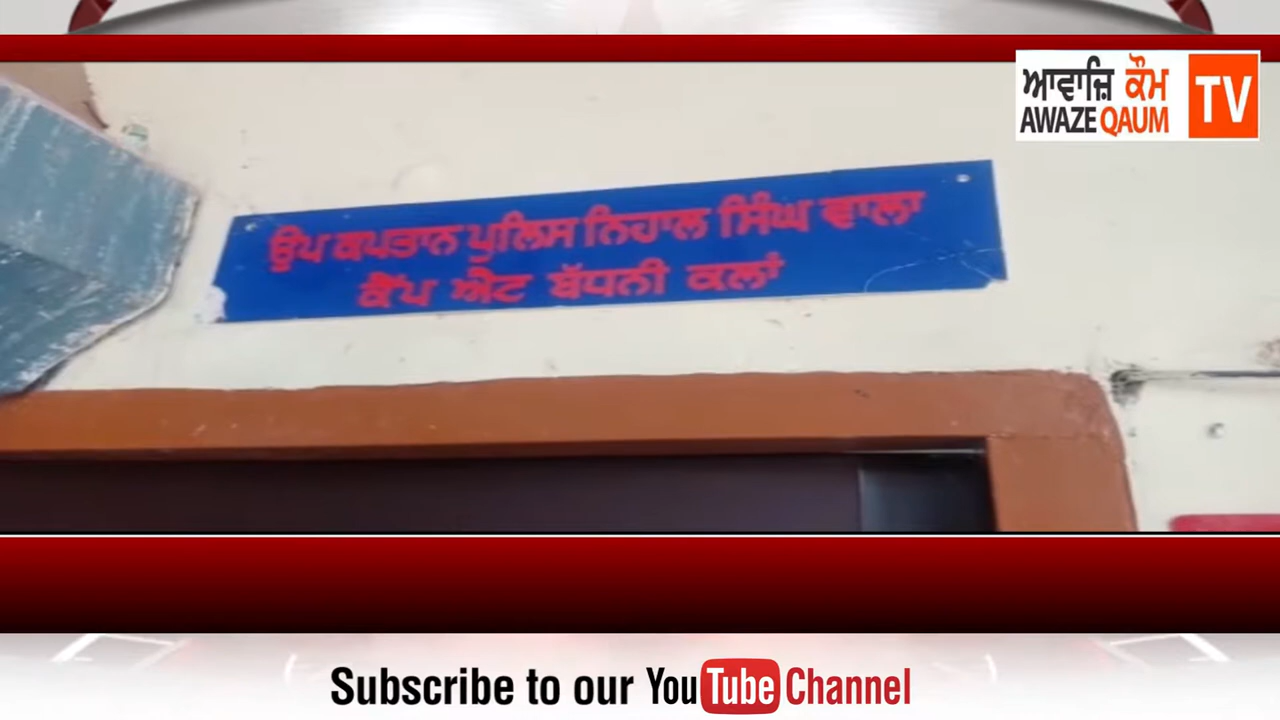 ਆਵਾਜ਼ਿ ਕੌਮ
AWAZE QAUM
TV
ਉਪ ਕਪਤਾਨ ਪੁਲਿਸ ਨਿਹਾਲ ਸਿੰਘ ਵਾਲਾ
ਕੈਂਪ ਐਟ ਬੱਧਨੀ ਕਲਾਂ
Subscribe to our YouTube Channel